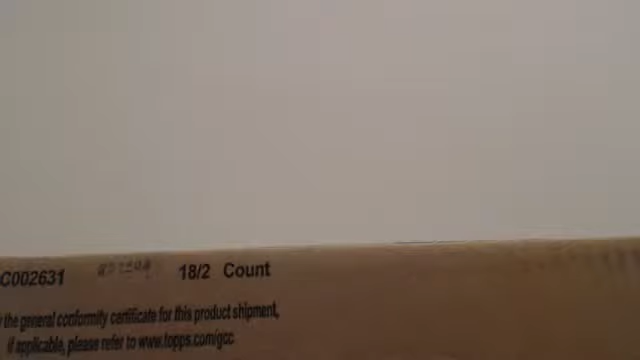 C002631 18/2 Count
the general conformity certificate for this product shipment,
if applicable, please refer to www.topps.com/gcc